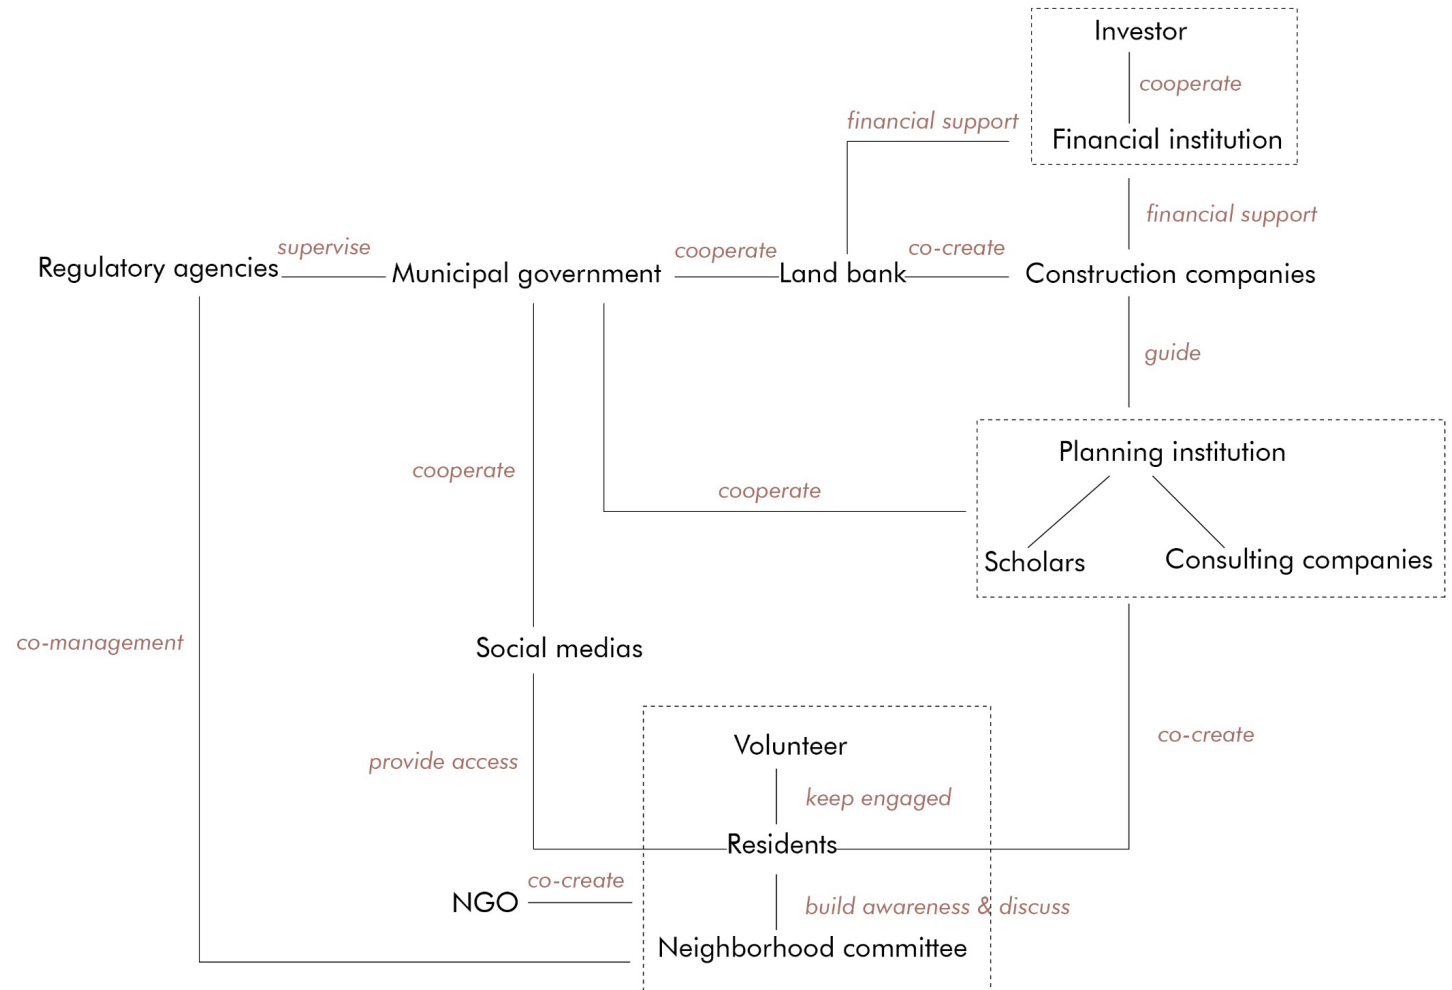 Investor
cooperate
financial support
Financial institution
financial support
supervise
cooperate
co-create
Regulatory agencies
Municipal government
Land bank
Construction companies
guide
Planning institution
cooperate
cooperate
Scholars
Consulting companies
co-management
Social medias
Volunteer
co-create
provide access
keep engaged
Residents
co-create
NGO
build awareness & discuss
Neighborhood committee